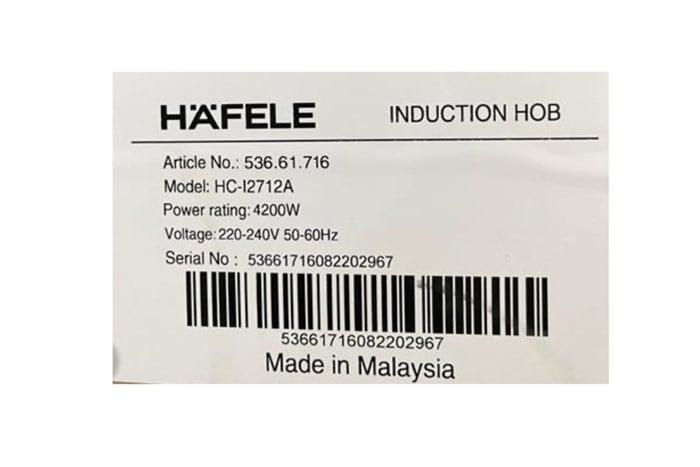 HÄFELE INDUCTION HOB
Article No.: 536.61.716
Model: HC-I2712A
Power rating: 4200W
Voltage: 220-240V 50-60Hz
Serial No : 53661716082202967
53661716082202967
Made in Malaysia